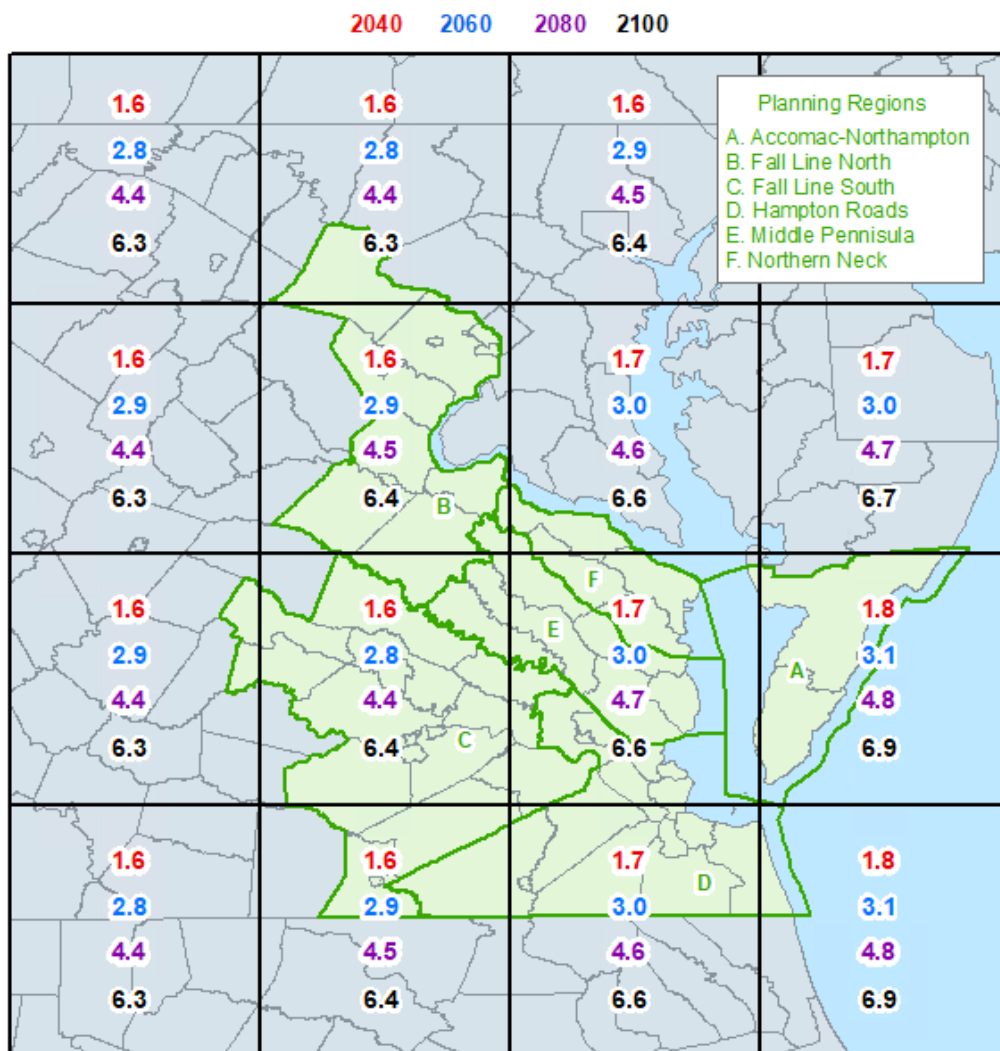 2040 2060 2080 2100
1.6 1.6 1.6
2.8 2.8 2.9
4.4 4.4 4.5
6.3 6.3 6.4
Planning Regions
A. Accomac-Northampton
B. Fall Line North
C. Fall Line South
D. Hampton Roads
E. Middle Pennisula
F. Northern Neck
1.6 1.6 1.7 1.7
2.9 2.9 3.0 3.0
4.4 4.5 4.6 4.7
6.3 6.4 6.6 6.7
B
F
1.6 1.6 1.7 1.8
E
2.9 2.8 3.0 3.1
A
4.4 4.4 4.7 4.8
C
6.3 6.4 6.6 6.9
1.6 1.6 1.7 1.8
D
2.8 2.9 3.0 3.1
4.4 4.5 4.6 4.8
6.3 6.4 6.6 6.9